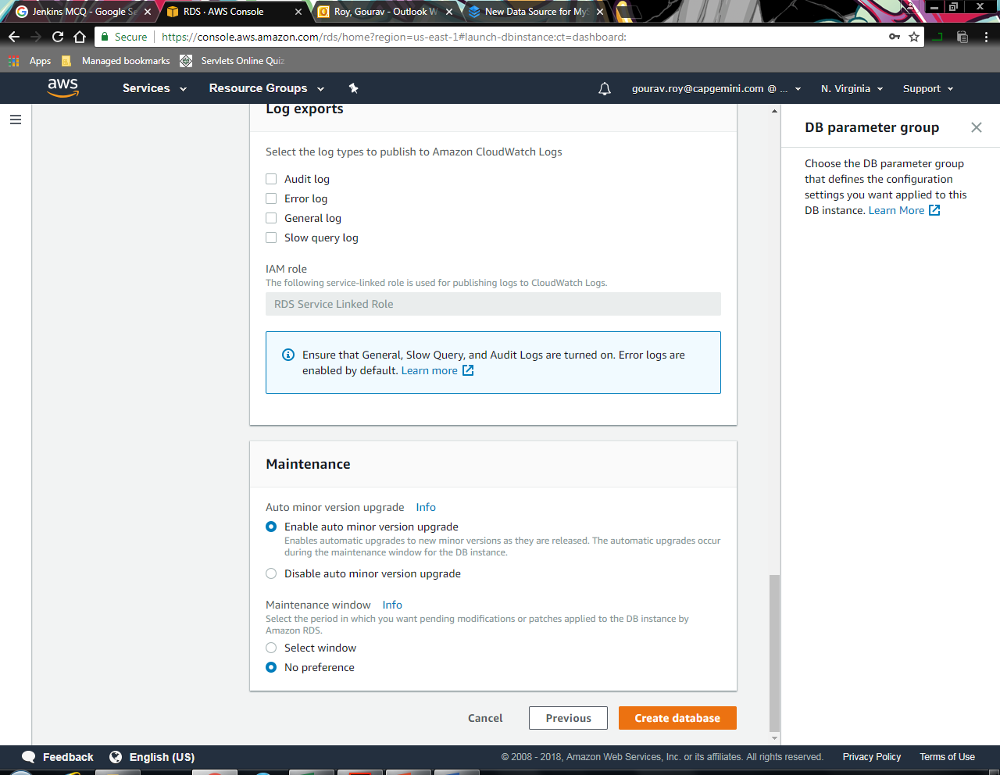 Jenkins MCQ - Google Se
RDS · AWS Console
Roy, Gourav - Outlook W
New Data Source for MyS
Secure
https://console.aws.amazon.com/rds/home?region=us-east-1#launch-dbinstance:ct=dashboard:
Apps
Managed bookmarks
Servlets Online Quiz
aws
Services
Resource Groups
gourav.roy@capgemini.com @ ...
N. Virginia
Support
Log exports
Select the log types to publish to Amazon CloudWatch Logs
Audit log
Error log
General log
Slow query log
IAM role
The following service-linked role is used for publishing logs to CloudWatch Logs.
RDS Service Linked Role
Ensure that General, Slow Query, and Audit Logs are turned on. Error logs are
enabled by default. Learn more
Maintenance
Auto minor version upgrade Info
Enable auto minor version upgrade
Enables automatic upgrades to new minor versions as they are released. The automatic upgrades occur
during the maintenance window for the DB instance.
Disable auto minor version upgrade
Maintenance window Info
Select the period in which you want pending modifications or patches applied to the DB instance by
Amazon RDS.
Select window
No preference
Cancel
Previous
Create database
DB parameter group
Choose the DB parameter group
that defines the configuration
settings you want applied to this
DB instance. Learn More
Feedback
English (US)
© 2008 - 2018, Amazon Web Services, Inc. or its affiliates. All rights reserved.
Privacy Policy
Terms of Use